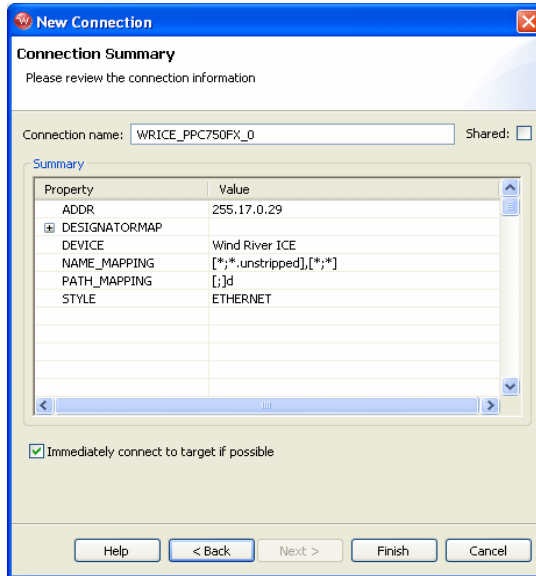 New Connection
Connection Summary
Please review the connection information
Connection name: WRICE_PPC750FX_0 Shared:
Summary
Property Value
ADDR 255.17.0.29
DESIGNATORMAP
DEVICE Wind River ICE
NAME_MAPPING [*;*.unstripped],[*;*]
PATH_MAPPING [;]d
STYLE ETHERNET
Immediately connect to target if possible
Help < Back Next > Finish Cancel